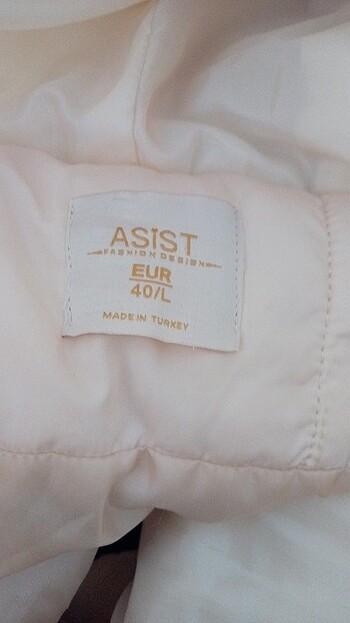 ASİST
FASHION DESIGN
EUR
40/L
MADE IN TURKEY